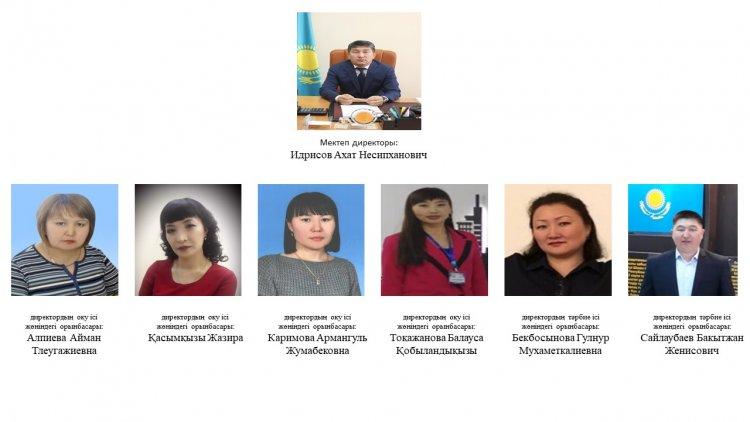 Мектеп директоры:
Идрисов Ахат Несипханович
директордың оқу ісі
жөніндегі орынбасары:
Алпиева Айман
Тлеугажиевна
директордың оқу ісі
жөніндегі орынбасары:
Қасымқызы Жазира
директордың оқу ісі
жөніндегі орынбасары:
Каримова Армангуль
Жумабековна
директордың оқу ісі
жөніндегі орынбасары:
Тоқажанова Балауса
Қобыландықызы
директордың тәрбие ісі
жөніндегі орынбасары:
Бекбосынова Гулнур
Мухаметкалиевна
директордың тәрбие ісі
жөніндегі орынбасары:
Сайлаубаев Бакытжан
Женисович